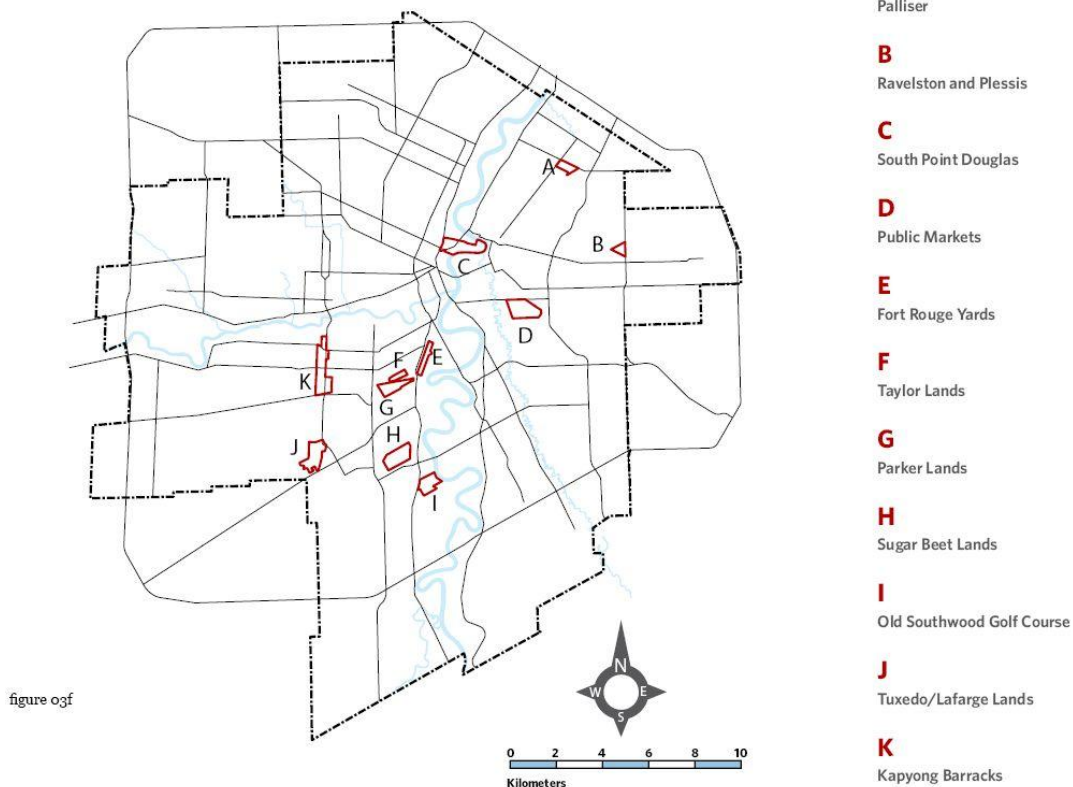 A
B
C
D
E
F
G
H
I
J
K
N
W
E
S
0 2 4 6 8 10
Kilometers
figure 03f
Palliser
B
Ravelston and Plessis
C
South Point Douglas
D
Public Markets
E
Fort Rouge Yards
F
Taylor Lands
G
Parker Lands
H
Sugar Beet Lands
I
Old Southwood Golf Course
J
Tuxedo/Lafarge Lands
K
Kapyong Barracks